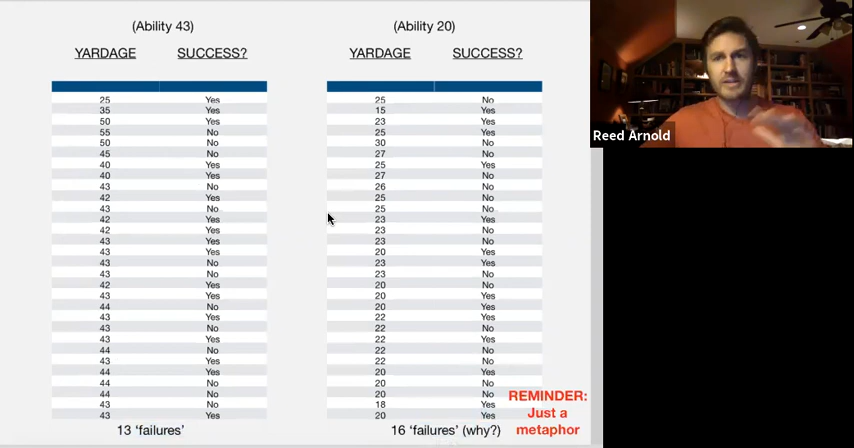 (Ability 43) (Ability 20)
YARDAGE SUCCESS? YARDAGE SUCCESS?
25 Yes 25 No
35 Yes 15 Yes
50 Yes 23 Yes
55 No 25 Yes
50 No 30 No
45 No 27 No
40 Yes 25 Yes
40 Yes 27 No
43 No 26 No
42 Yes 25 No
43 No 25 No
42 Yes 23 Yes
42 Yes 23 No
43 Yes 23 No
43 Yes 20 Yes
43 No 23 Yes
43 No 23 No
42 Yes 20 No
43 Yes 20 Yes
44 No 20 Yes
43 Yes 22 Yes
43 No 22 No
43 Yes 22 Yes
44 No 22 No
43 Yes 22 No
44 Yes 20 Yes
44 No 20 No
44 No 20 No
43 No 18 Yes
43 Yes 20 Yes
13 'failures' 16 'failures' (why?)
REMINDER:
Just a
metaphor
Reed Arnold